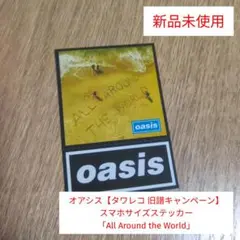 新品未使用
ALL AROUND
THE WORLD
oasis
oasis
オアシス【タワレコ 旧譜キャンペーン】
スマホサイズステッカー
「All Around the World」